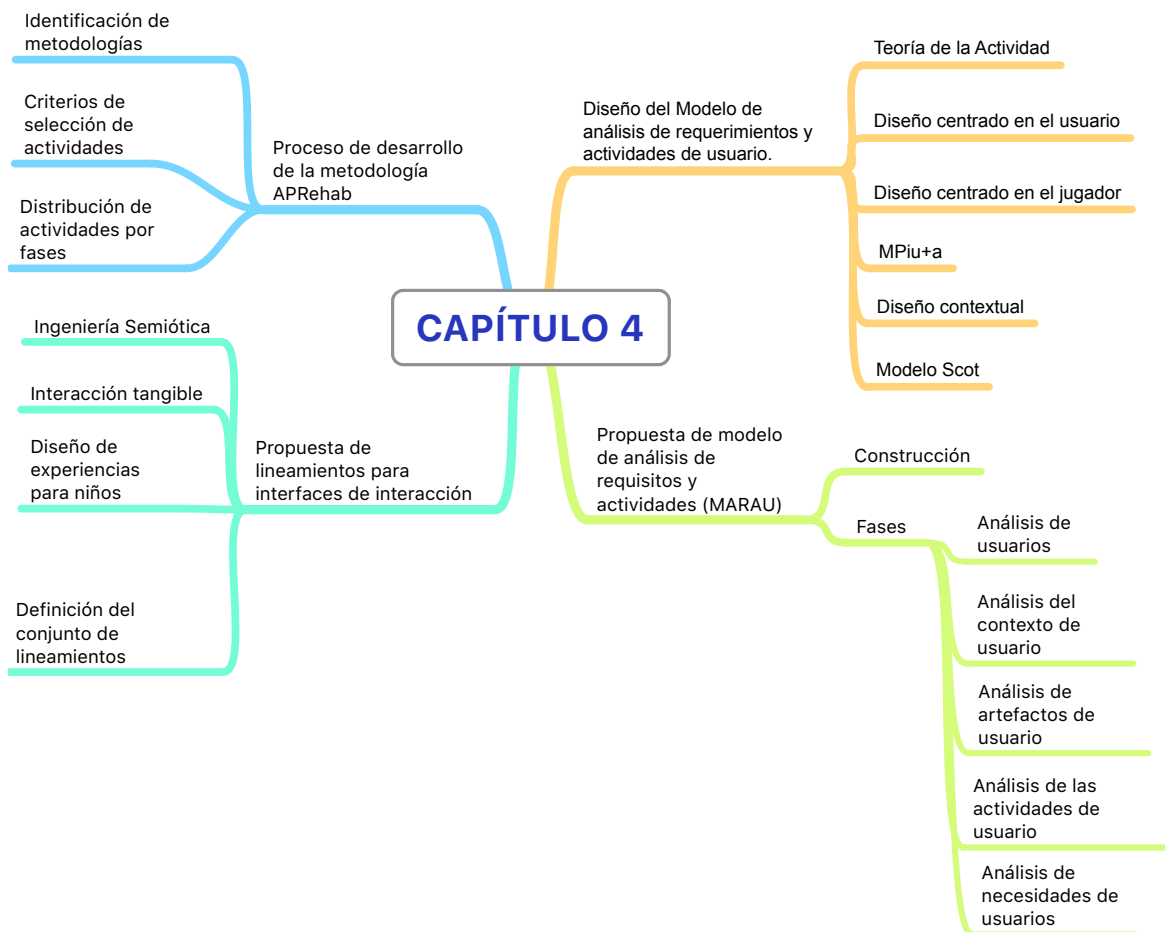 CAPÍTULO 4
Identificación de
metodologías
Criterios de
selección de
actividades
Distribución de
actividades por
fases
Proceso de desarrollo
de la metodología
APRehab
Diseño del Modelo de
análisis de requerimientos y
actividades de usuario.
Teoría de la Actividad
Diseño centrado en el usuario
Diseño centrado en el jugador
MPiu+a
Diseño contextual
Modelo Scot
Ingeniería Semiótica
Interacción tangible
Diseño de
experiencias
para niños
Definición del
conjunto de
lineamientos
Propuesta de
lineamientos para
interfaces de interacción
Propuesta de modelo
de análisis de
requisitos y
actividades (MARAU)
Construcción
Fases
Análisis de
usuarios
Análisis del
contexto de
usuario
Análisis de
artefactos de
usuario
Análisis de las
actividades de
usuario
Análisis de
necesidades de
usuarios